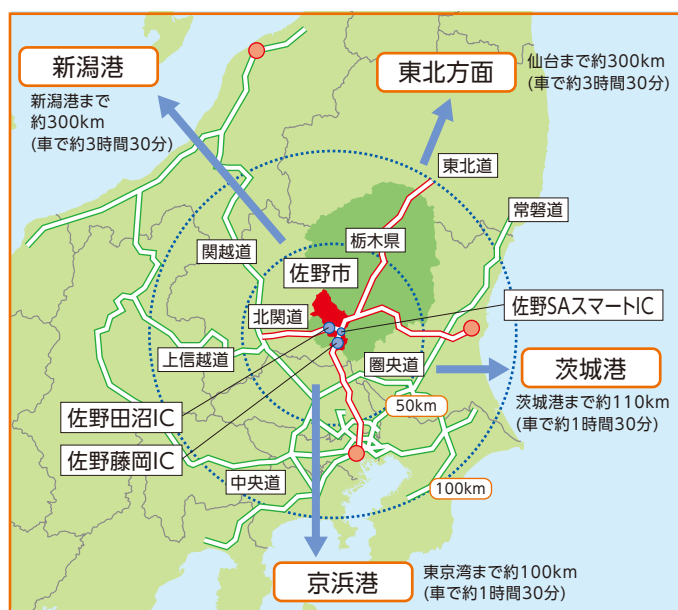 新潟港
新潟港まで
約300km
(車で約3時間30分)
東北方面
仙台まで約300km
(車で約3時間30分)
東北道
常磐道
関越道
栃木県
佐野市
北関道
佐野SAスマートIC
上信越道
圏央道
茨城港
茨城港まで約110km
(車で約1時間30分)
佐野田沼IC
50km
佐野藤岡IC
中央道
100km
京浜港
東京湾まで約100km
(車で約1時間30分)